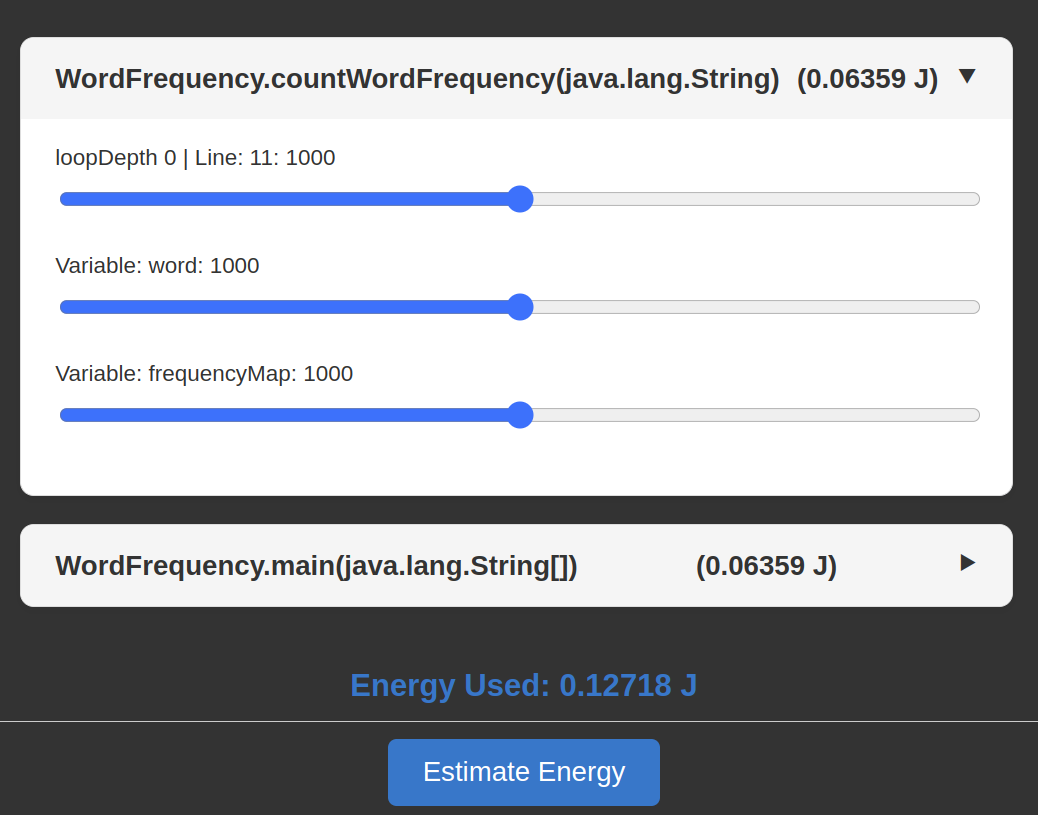 WordFrequency.countWordFrequency(java.lang.String) (0.06359 J) ▼
loopDepth 0 | Line: 11: 1000
Variable: word: 1000
Variable: frequencyMap: 1000
WordFrequency.main(java.lang.String[]) (0.06359 J) ▶
Energy Used: 0.12718 J
Estimate Energy